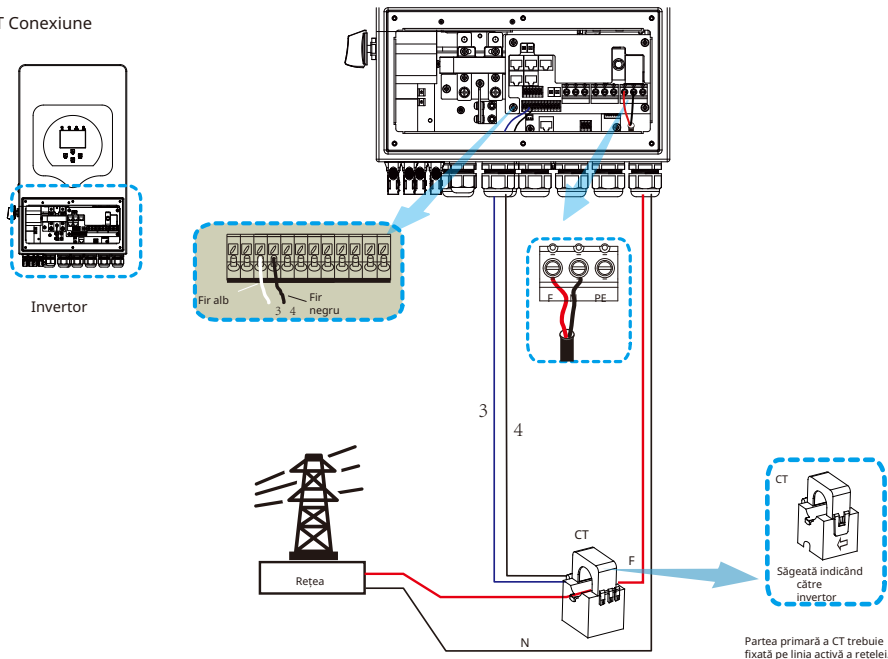 T Conexiune
Invertor
Fir alb
3 4
Fir
negru
F N PE
3
4
CT
F
Rețea
N
CT
Săgeată indicând
către
invertor
Partea primară a CT trebuie
fixată pe linia activă a rețelei.